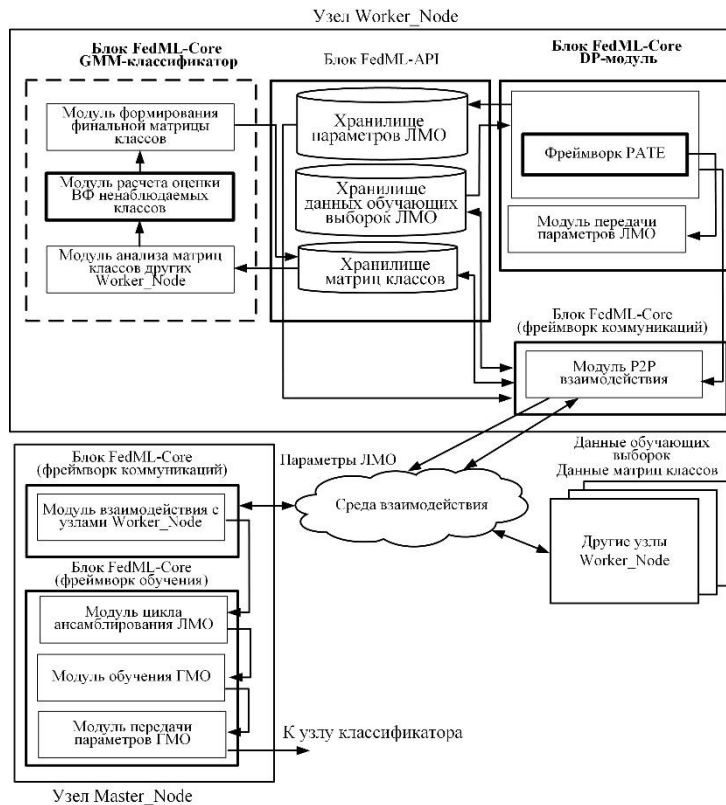 Узел Worker_Node
Блок FedML-Core
GMM-классификатор
Модуль формирования
финальной матрицы
классов
Модуль расчета оценки
ВФ ненаблюдаемых
классов
Модуль анализа матриц
классов других
Worker_Node
Блок FedML-API
Хранилище
параметров ЛМО
Хранилище
данных обучающих
выборок ЛМО
Хранилище
матриц классов
Блок FedML-Core
DP-модуль
Фреймворк PATE
Модуль передачи
параметров ЛМО
Блок FedML-Core
(фреймворк коммуникаций)
Модуль P2P
взаимодействия
Блок FedML-Core
(фреймворк коммуникаций)
Модуль взаимодействия с
узлами Worker_Node
Блок FedML-Core
(фреймворк обучения)
Модуль цикла
ансамблирования ЛМО
Модуль обучения ГМО
Модуль передачи
параметров ГМО
Узел Master_Node
Параметры ЛМО
Среда взаимодействия
Данные обучающих
выборок
Данные матриц классов
Другие узлы
Worker_Node
К узлу классификатора